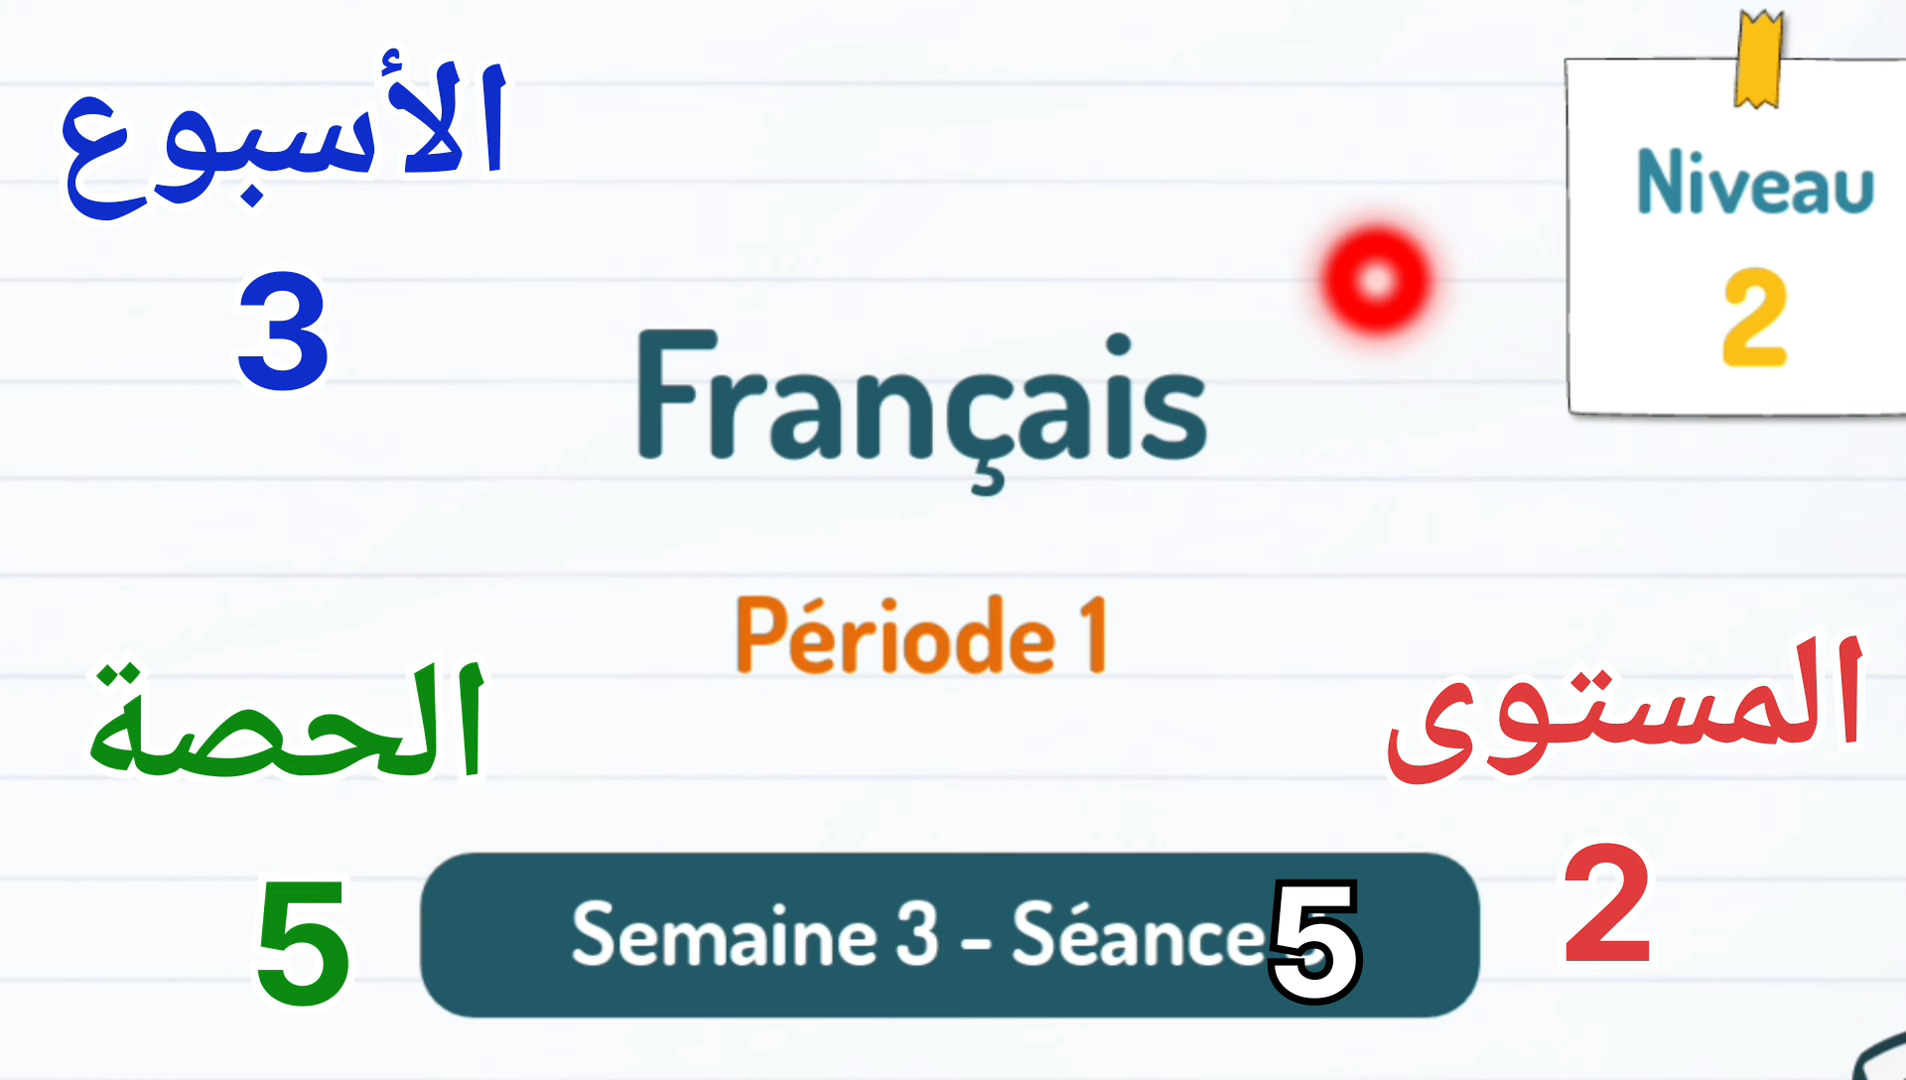 الأسبوع
3
Niveau
2
Français
Période 1
الحصة
5
المستوى
2
Semaine 3 - Séance 5